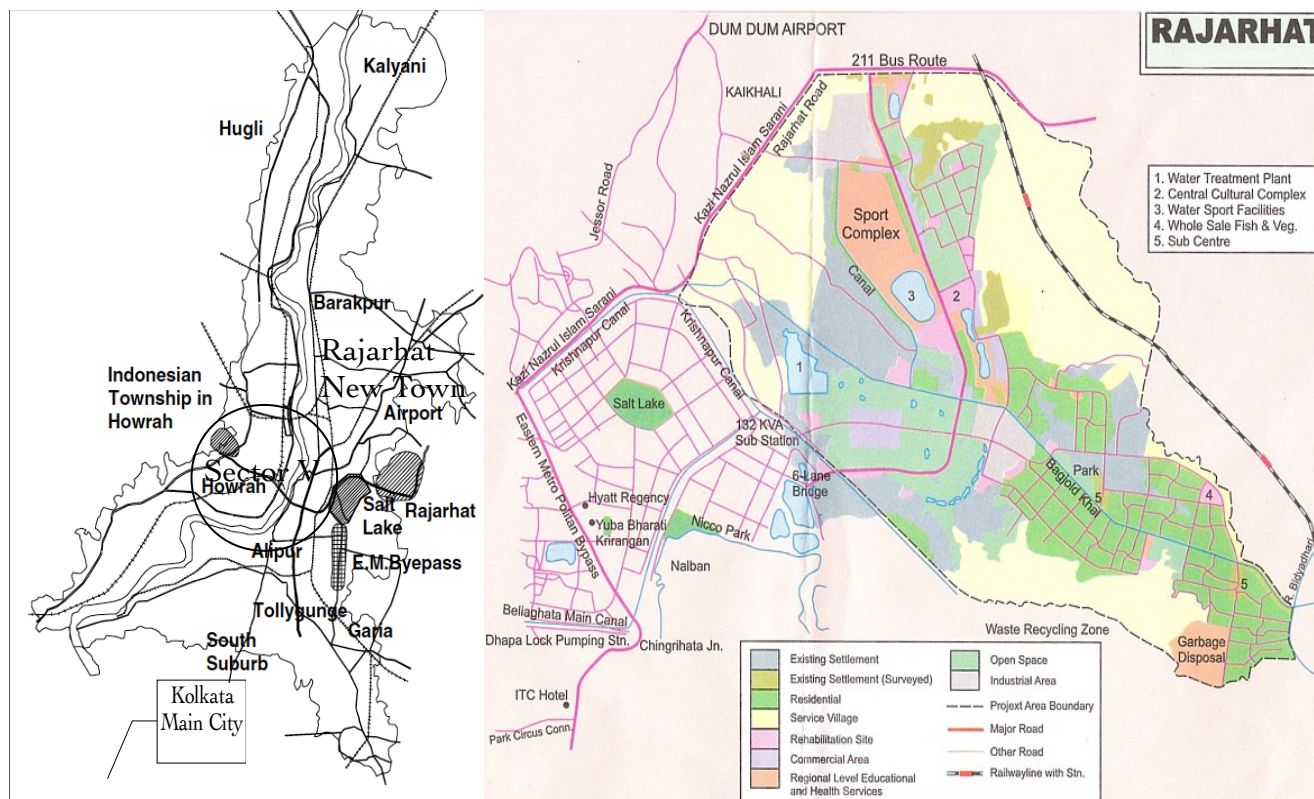 Kalyani
Hugli
Barakpur
Rajarhat
New Town
Indonesian
Township in
Howrah
Airport
Sector V
Howrah
Salt
Lake
Rajarhat
Alipur
E.M.Byepass
Tollygunge
Garia
South
Suburb
Kolkata
Main City
RAJARHAT
DUM DUM AIRPORT
211 Bus Route
KAIKHALI
Kazi Nazrul Islam Sarani
Rajarhat Road
Jessor Road
1. Water Treatment Plant
2. Central Cultural Complex
3. Water Sport Facilities
4. Whole Sale Fish & Veg.
5. Sub Centre
Sport
Complex
Canal
3
2
Kazi Nazrul Islam Sarani
Krishnapur Canal
Krishnapur Canal
1
Salt Lake
132 KVA
Sub Station
Eastern Metro Politan Bypass
6-Lane
Bridge
Park
5
Bagjold Khal
4
Hyatt Regency
Yuba Bharati
Krirangan
Nicco Park
Nalban
5
R. Bidyadhari
Beliaghata Main Canal
Dhapa Lock Pumping Stn.
Chingrihata Jn.
Waste Recycling Zone
Garbage
Disposal
ITC Hotel
Park Circus Conn.
Existing Settlement
Existing Settlement (Surveyed)
Residential
Service Village
Rehabilitation Site
Commercial Area
Regional Level Educational
and Health Services
Open Space
Industrial Area
Projext Area Boundary
Major Road
Other Road
Railwayline with Stn.